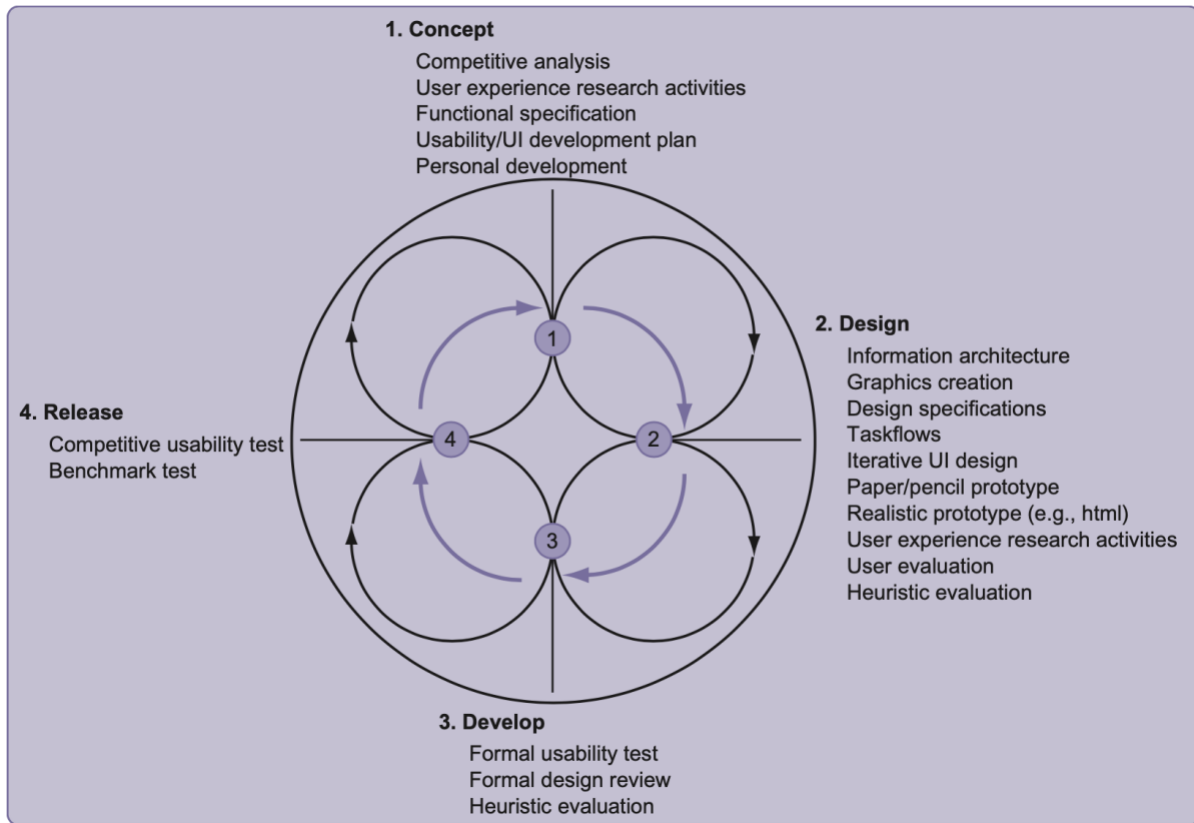 1. Concept
Competitive analysis
User experience research activities
Functional specification
Usability/UI development plan
Personal development
2. Design
Information architecture
Graphics creation
Design specifications
Taskflows
Iterative UI design
Paper/pencil prototype
Realistic prototype (e.g., html)
User experience research activities
User evaluation
Heuristic evaluation
3. Develop
Formal usability test
Formal design review
Heuristic evaluation
4. Release
Competitive usability test
Benchmark test
1
2
3
4